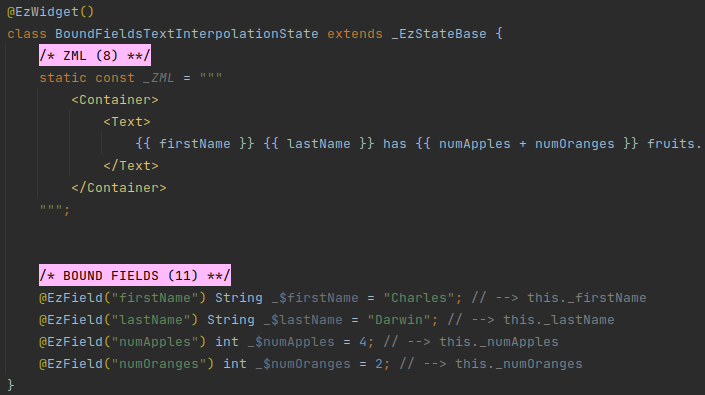 @EzWidget()
class BoundFieldsTextInterpolationState extends _EzStateBase {
/* ZML (8) **/
static const _ZML = """
<Container>
<Text>
{{ firstName }} {{ lastName }} has {{ numApples + numOranges }} fruits.
</Text>
</Container>
""";
/* BOUND FIELDS (11) **/
@EzField("firstName") String _$firstName = "Charles"; // --> this._firstName
@EzField("lastName") String _$lastName = "Darwin"; // --> this._lastName
@EzField("numApples") int _$numApples = 4; // --> this._numApples
@EzField("numOranges") int _$numOranges = 2; // --> this._numOranges
}